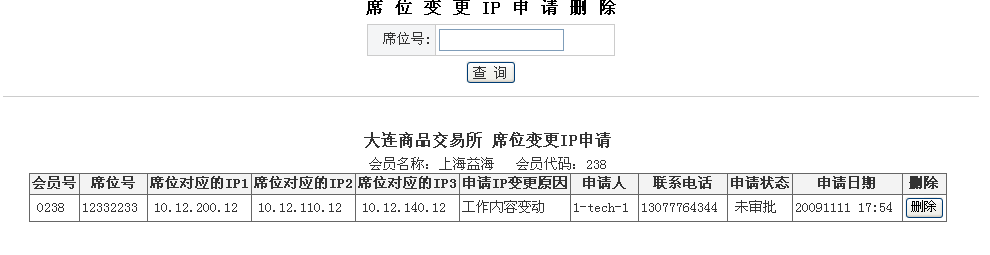 席 位 变 更 IP 申 请 删 除
席位号:
查 询
大连商品交易所 席位变更IP申请
会员名称：上海益海 会员代码：238
会员号 席位号 席位对应的IP1 席位对应的IP2 席位对应的IP3 申请IP变更原因 申请人 联系电话 申请状态 申请日期 删除
0238 12332233 10.12.200.12 10.12.110.12 10.12.140.12 工作内容变动 1-tech-1 13077764344 未审批 20091111 17:54 删除